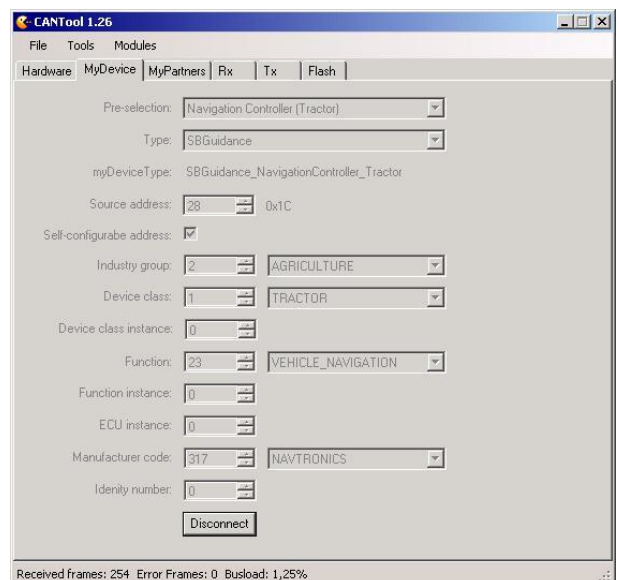 CANTool 1.26
File Tools Modules
Hardware MyDevice MyPartners Rx Tx Flash
Pre-selection: Navigation Controller (Tractor)
Type: SBGuidance
myDeviceType: SBGuidance_NavigationController_Tractor
Source address: 28 0x1C
Self-configurabe address:
Industry group: 2 AGRICULTURE
Device class: 1 TRACTOR
Device class instance: 0
Function: 23 VEHICLE_NAVIGATION
Function instance: 0
ECU instance: 0
Manufacturer code: 317 NAVTRONICS
Idenity number: 0
Disconnect
Received frames: 254 Error Frames: 0 Busload: 1,25%